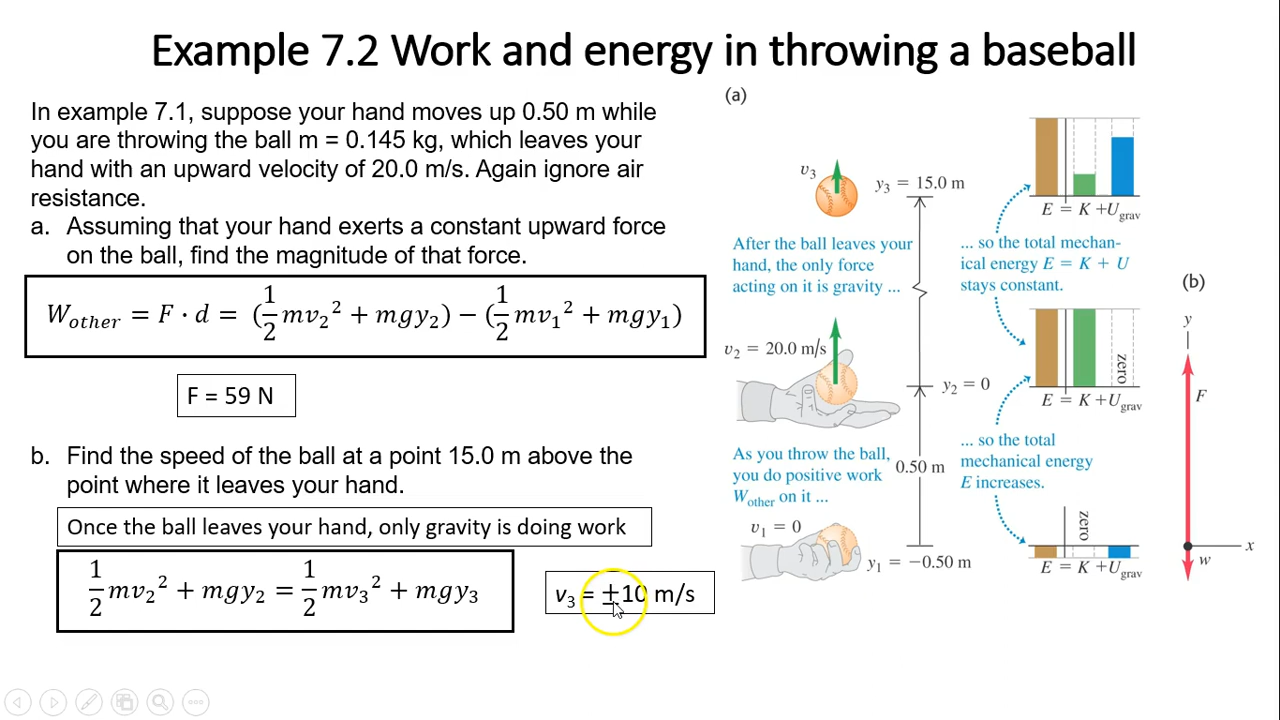 Example 7.2 Work and energy in throwing a baseball
In example 7.1, suppose your hand moves up 0.50 m while
you are throwing the ball m = 0.145 kg, which leaves your
hand with an upward velocity of 20.0 m/s. Again ignore air
resistance.
a. Assuming that your hand exerts a constant upward force
on the ball, find the magnitude of that force.
W_other = F · d = (1/2 mv₂² + mgy₂) − (1/2 mv₁² + mgy₁)
F = 59 N
b. Find the speed of the ball at a point 15.0 m above the
point where it leaves your hand.
Once the ball leaves your hand, only gravity is doing work
1/2 mv₂² + mgy₂ = 1/2 mv₃² + mgy₃
v₃ = ±10 m/s
(a)
v₃
y₃ = 15.0 m
After the ball leaves your
hand, the only force
acting on it is gravity ...
E = K + U_grav
... so the total mechan-
ical energy E = K + U
stays constant.
v₂ = 20.0 m/s
y₂ = 0
zero
E = K + U_grav
As you throw the ball,
you do positive work
W_other on it ...
0.50 m
... so the total
mechanical energy
E increases.
v₁ = 0
y₁ = −0.50 m
zero
E = K + U_grav
(b)
y
F
x
w